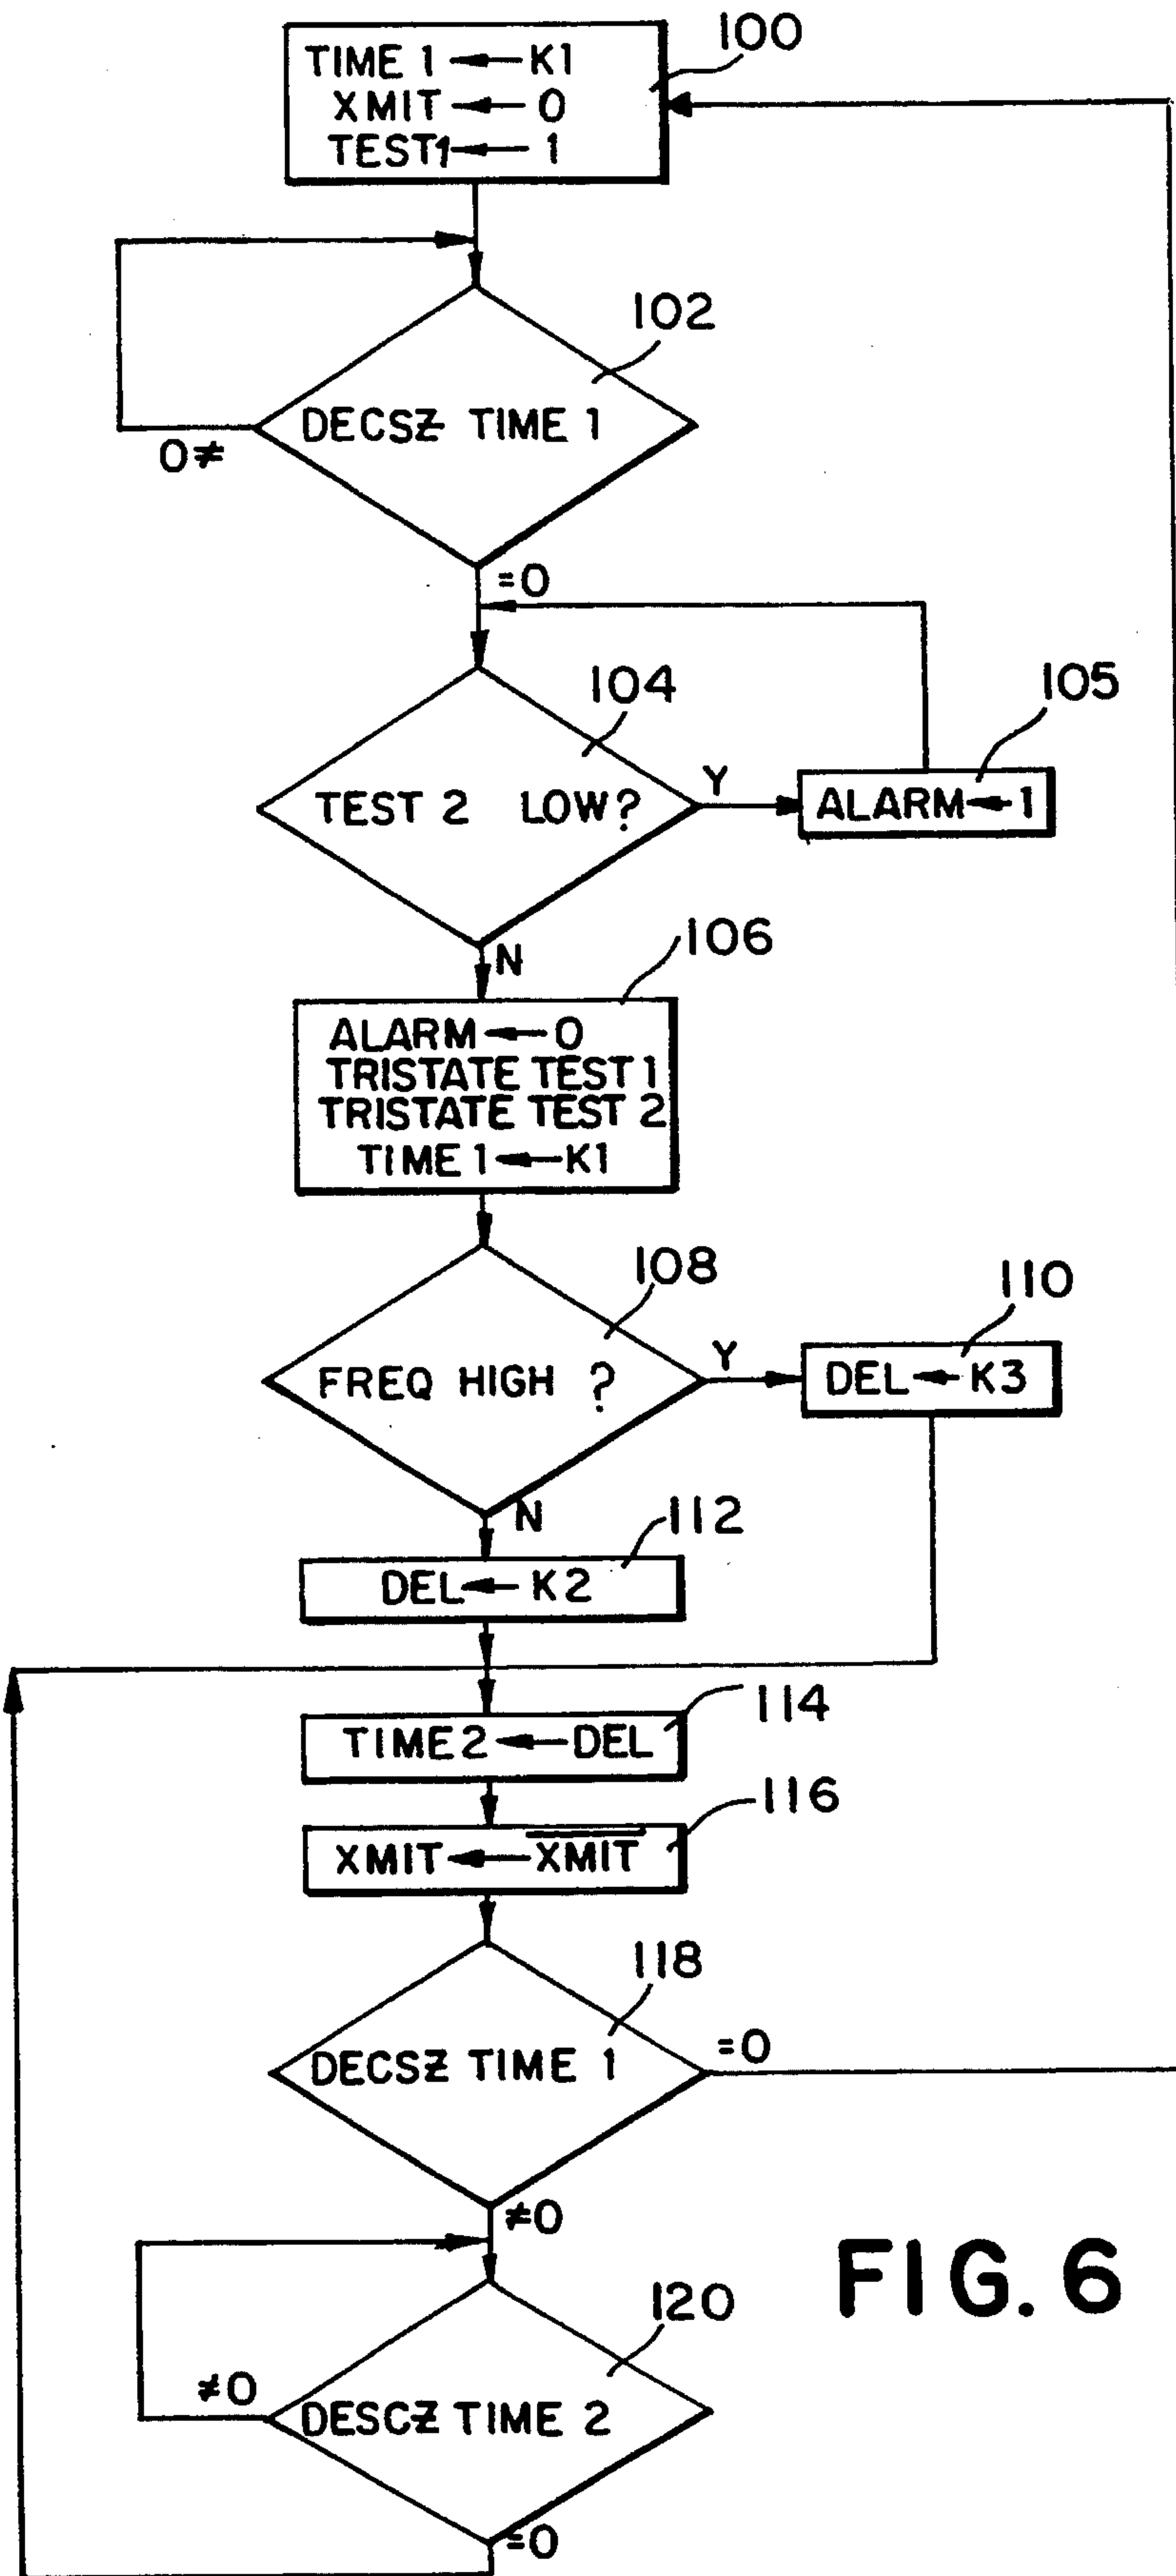 100
TIME 1 ← K1
XMIT ← 0
TEST1 ← 1
102
DECSZ TIME 1
0≠
=0
104
105
TEST 2 LOW?
Y
ALARM ← 1
N
106
ALARM ← 0
TRISTATE TEST 1
TRISTATE TEST 2
TIME 1 ← K1
108
110
FREQ HIGH ?
Y
DEL ← K3
N
112
DEL ← K2
114
TIME2 ← DEL
116
XMIT ← X̅M̅I̅T̅
118
DECSZ TIME 1
=0
≠0
FIG. 6
120
≠0
DESCZ TIME 2
=0